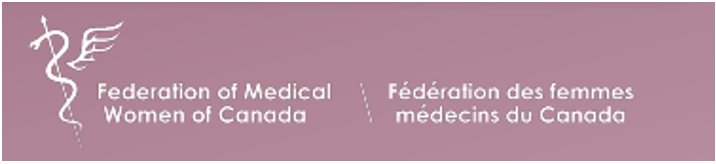 Federation of Medical
Women of Canada
Fédération des femmes
médecins du Canada